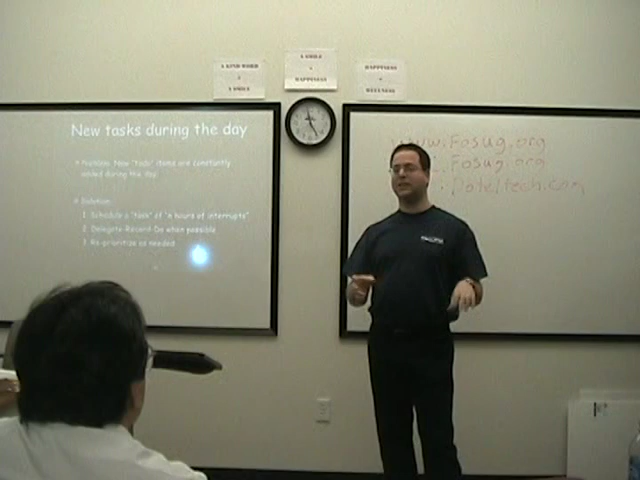 A KIND WORD
=
A SMILE
A SMILE
=
HAPPINESS
HAPPINESS
=
WELLNESS
New tasks during the day
Problem: New "task" items are constantly
added during the day.
Solution:
1. Schedule a "task" of "n hours of interrupts"
2. Delegate-Record-Do when possible
3. Re-prioritize as needed
www.Fosug.org
.Fosug.org